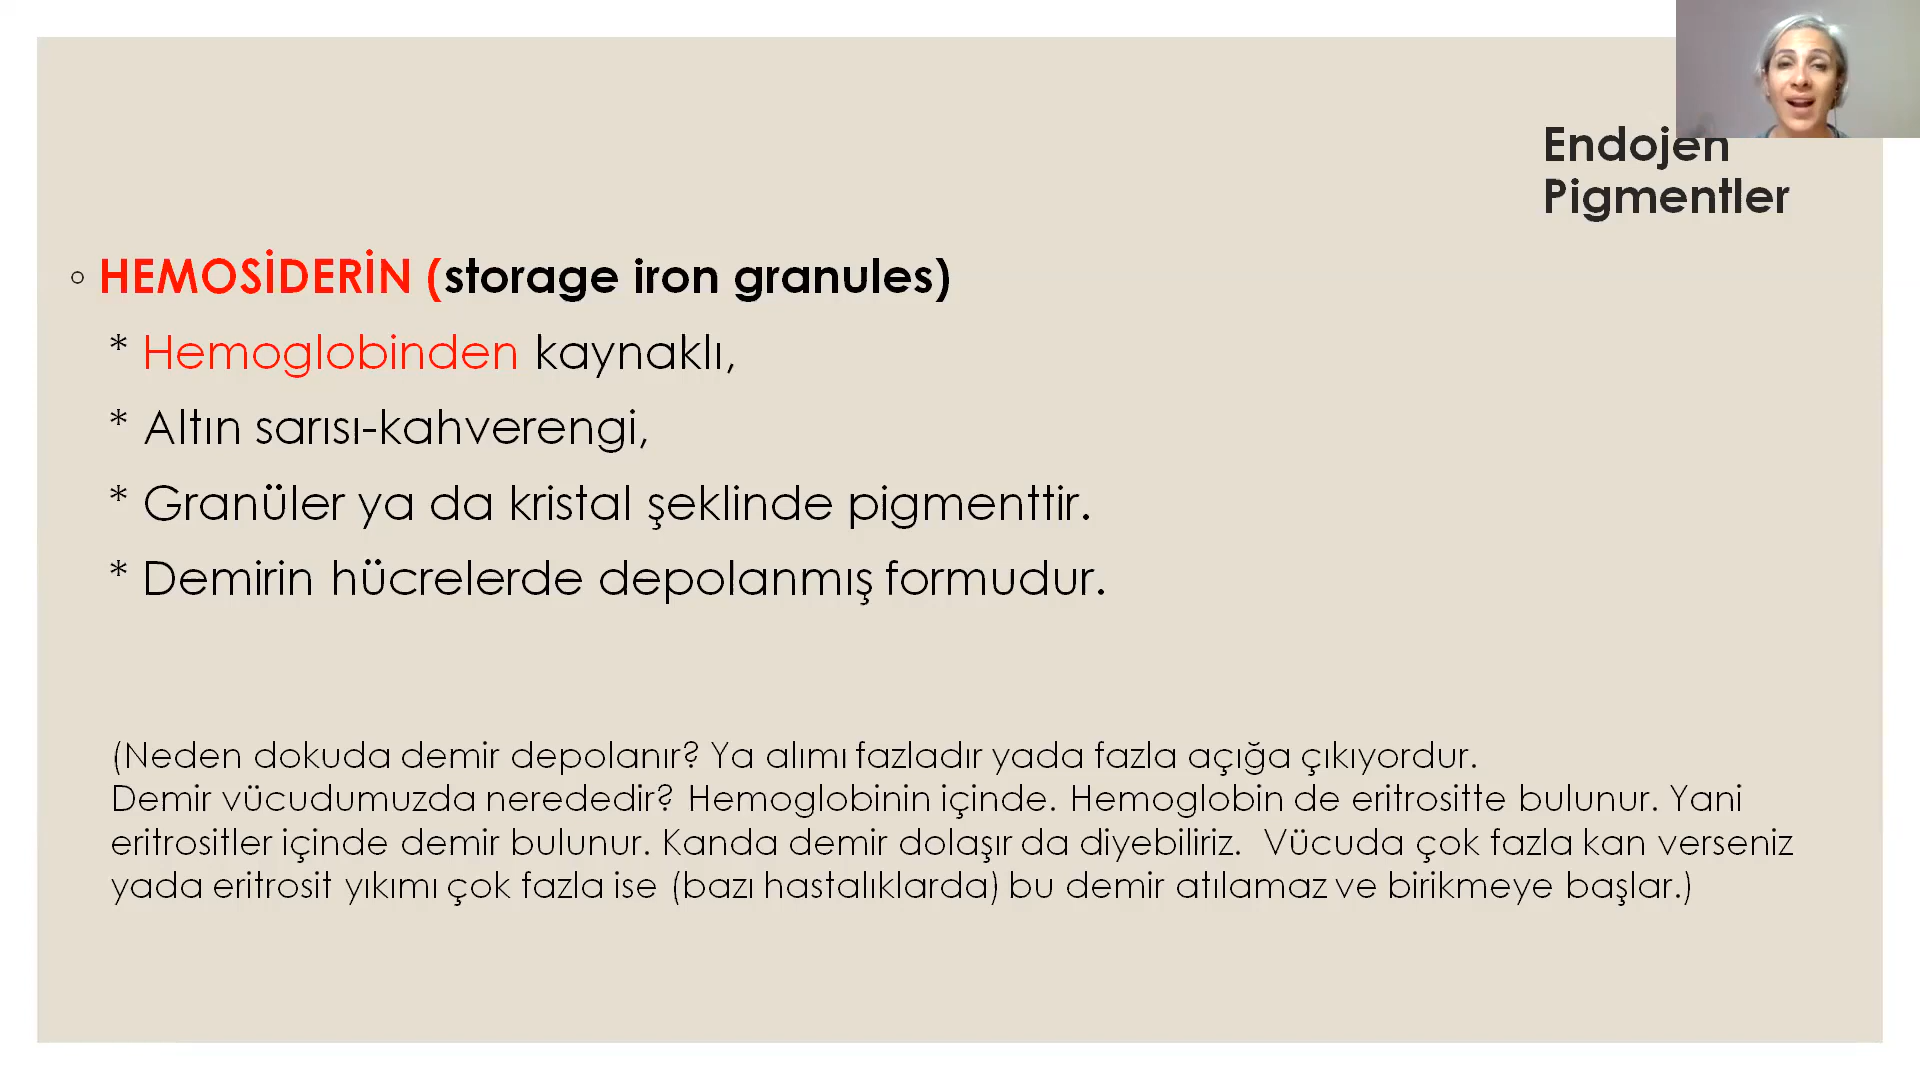 Endojen
Pigmentler
◦ HEMOSİDERİN (storage iron granules)
* Hemoglobinden kaynaklı,
* Altın sarısı-kahverengi,
* Granüler ya da kristal şeklinde pigmenttir.
* Demirin hücrelerde depolanmış formudur.
(Neden dokuda demir depolanır? Ya alımı fazladır yada fazla açığa çıkıyordur.
Demir vücudumuzda nerededir? Hemoglobinin içinde. Hemoglobin de eritrositte bulunur. Yani
eritrositler içinde demir bulunur. Kanda demir dolaşır da diyebiliriz. Vücuda çok fazla kan verseniz
yada eritrosit yıkımı çok fazla ise (bazı hastalıklarda) bu demir atılamaz ve birikmeye başlar.)